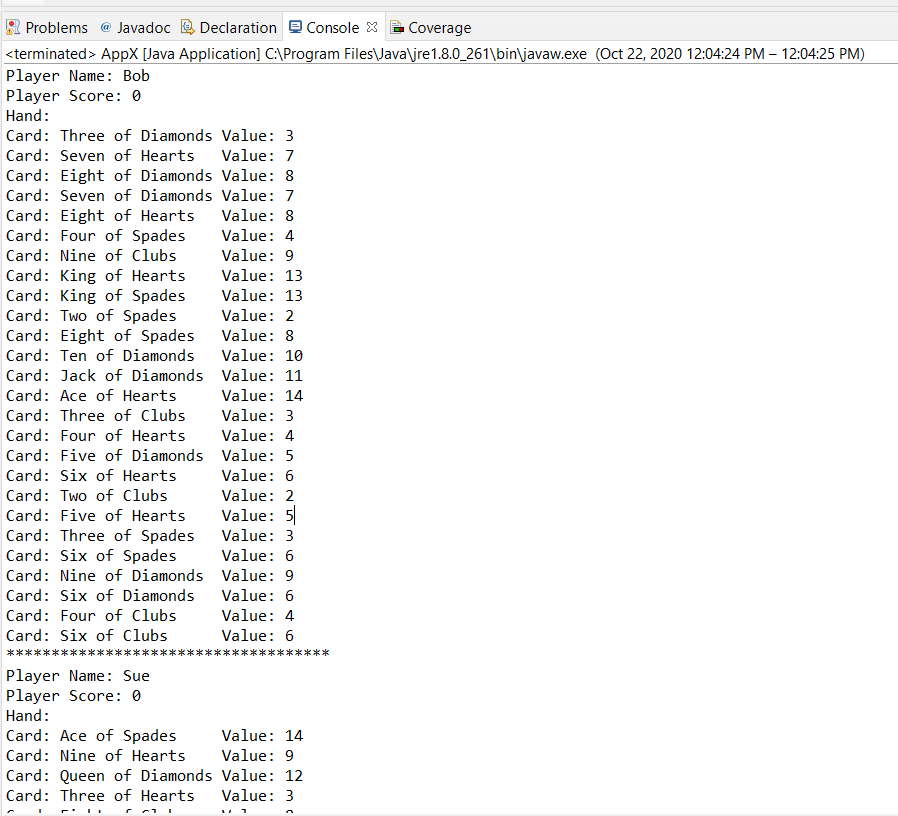 Problems @ Javadoc Declaration Console Coverage
<terminated> AppX [Java Application] C:\Program Files\Java\jre1.8.0_261\bin\javaw.exe (Oct 22, 2020 12:04:24 PM – 12:04:25 PM)
Player Name: Bob
Player Score: 0
Hand:
Card: Three of Diamonds Value: 3
Card: Seven of Hearts   Value: 7
Card: Eight of Diamonds Value: 8
Card: Seven of Diamonds Value: 7
Card: Eight of Hearts   Value: 8
Card: Four of Spades    Value: 4
Card: Nine of Clubs     Value: 9
Card: King of Hearts    Value: 13
Card: King of Spades    Value: 13
Card: Two of Spades     Value: 2
Card: Eight of Spades   Value: 8
Card: Ten of Diamonds   Value: 10
Card: Jack of Diamonds  Value: 11
Card: Ace of Hearts     Value: 14
Card: Three of Clubs    Value: 3
Card: Four of Hearts    Value: 4
Card: Five of Diamonds  Value: 5
Card: Six of Hearts     Value: 6
Card: Two of Clubs      Value: 2
Card: Five of Hearts    Value: 5
Card: Three of Spades   Value: 3
Card: Six of Spades     Value: 6
Card: Nine of Diamonds  Value: 9
Card: Six of Diamonds   Value: 6
Card: Four of Clubs     Value: 4
Card: Six of Clubs      Value: 6
************************************
Player Name: Sue
Player Score: 0
Hand:
Card: Ace of Spades     Value: 14
Card: Nine of Hearts    Value: 9
Card: Queen of Diamonds Value: 12
Card: Three of Hearts   Value: 3